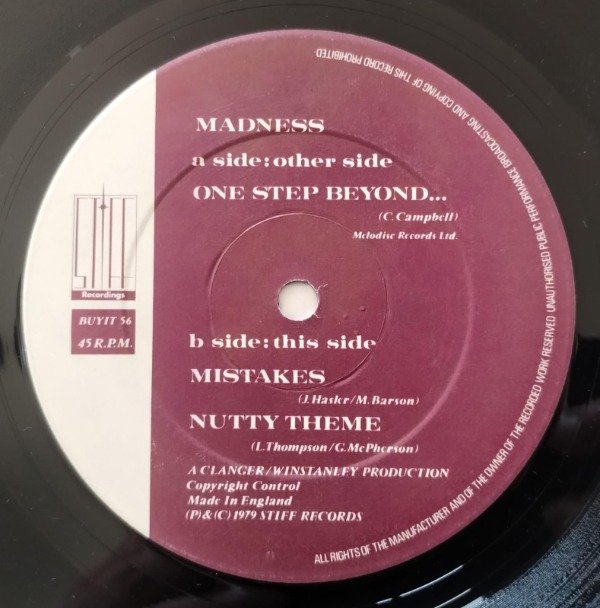 MADNESS
a side: other side
ONE STEP BEYOND...
(C. Campbell)
Melodisc Records Ltd.
STIFF
Recordings
BUYIT 56
45 R.P.M.
b side: this side
MISTAKES
(J. Haskr/M. Barson)
NUTTY THEME
(L. Thompson/G. McPherson)
A CLANGER/WINSTANLEY PRODUCTION
Copyright Control
Made In England
(P)&(C) 1979 STIFF RECORDS
ALL RIGHTS OF THE MANUFACTURER AND OF THE OWNER OF THE RECORDED WORK RESERVED UNAUTHORISED PUBLIC PERFORMANCE BROADCASTING AND COPYING OF THIS RECORD PROHIBITED.